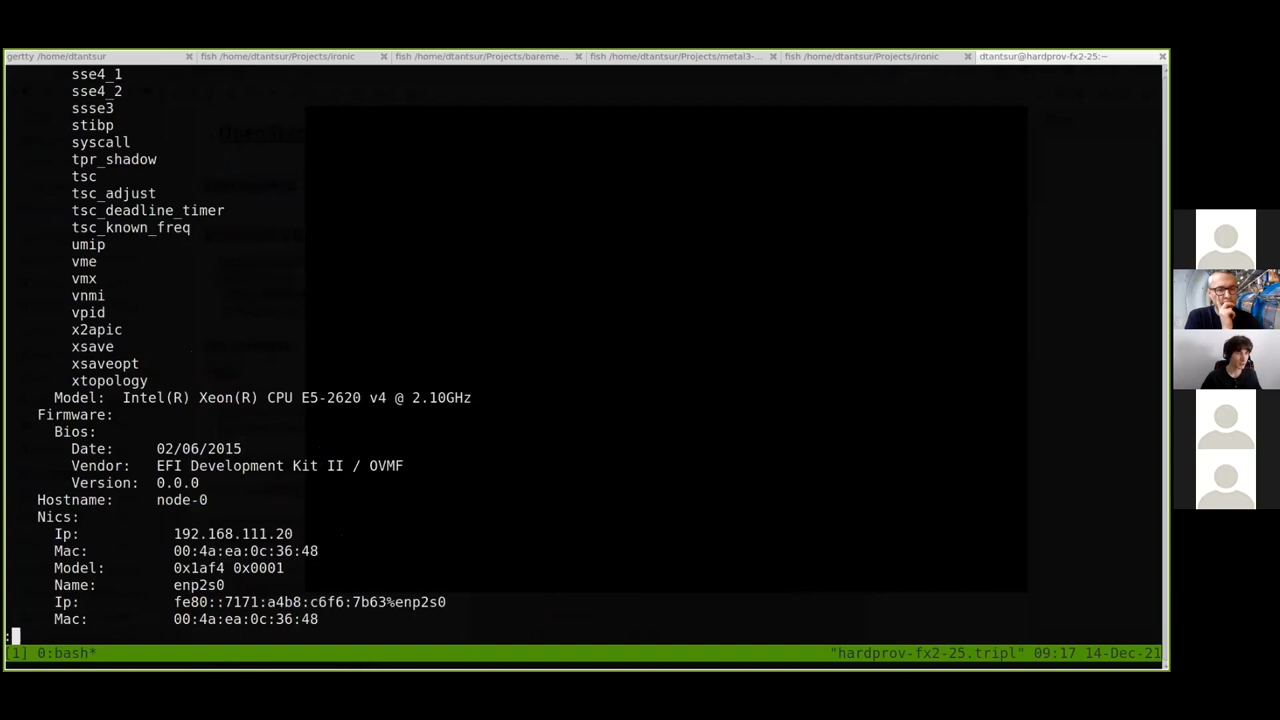 gertty /home/dtantsur
fish /home/dtantsur/Projects/ironic
fish /home/dtantsur/Projects/bareme...
fish /home/dtantsur/Projects/metal3-...
fish /home/dtantsur/Projects/ironic
dtantsur@hardprov-fx2-25:~
sse4_1
sse4_2
ssse3
stibp
syscall
tpr_shadow
tsc
tsc_adjust
tsc_deadline_timer
tsc_known_freq
umip
vme
vmx
vnmi
vpid
x2apic
xsave
xsaveopt
xtopology
Model: Intel(R) Xeon(R) CPU E5-2620 v4 @ 2.10GHz
Firmware:
Bios:
Date: 02/06/2015
Vendor: EFI Development Kit II / OVMF
Version: 0.0.0
Hostname: node-0
Nics:
Ip: 192.168.111.20
Mac: 00:4a:ea:0c:36:48
Model: 0x1af4 0x0001
Name: enp2s0
Ip: fe80::7171:a4b8:c6f6:7b63%enp2s0
Mac: 00:4a:ea:0c:36:48
:
[1] 0:bash* "hardprov-fx2-25.tripl" 09:17 14-Dec-21